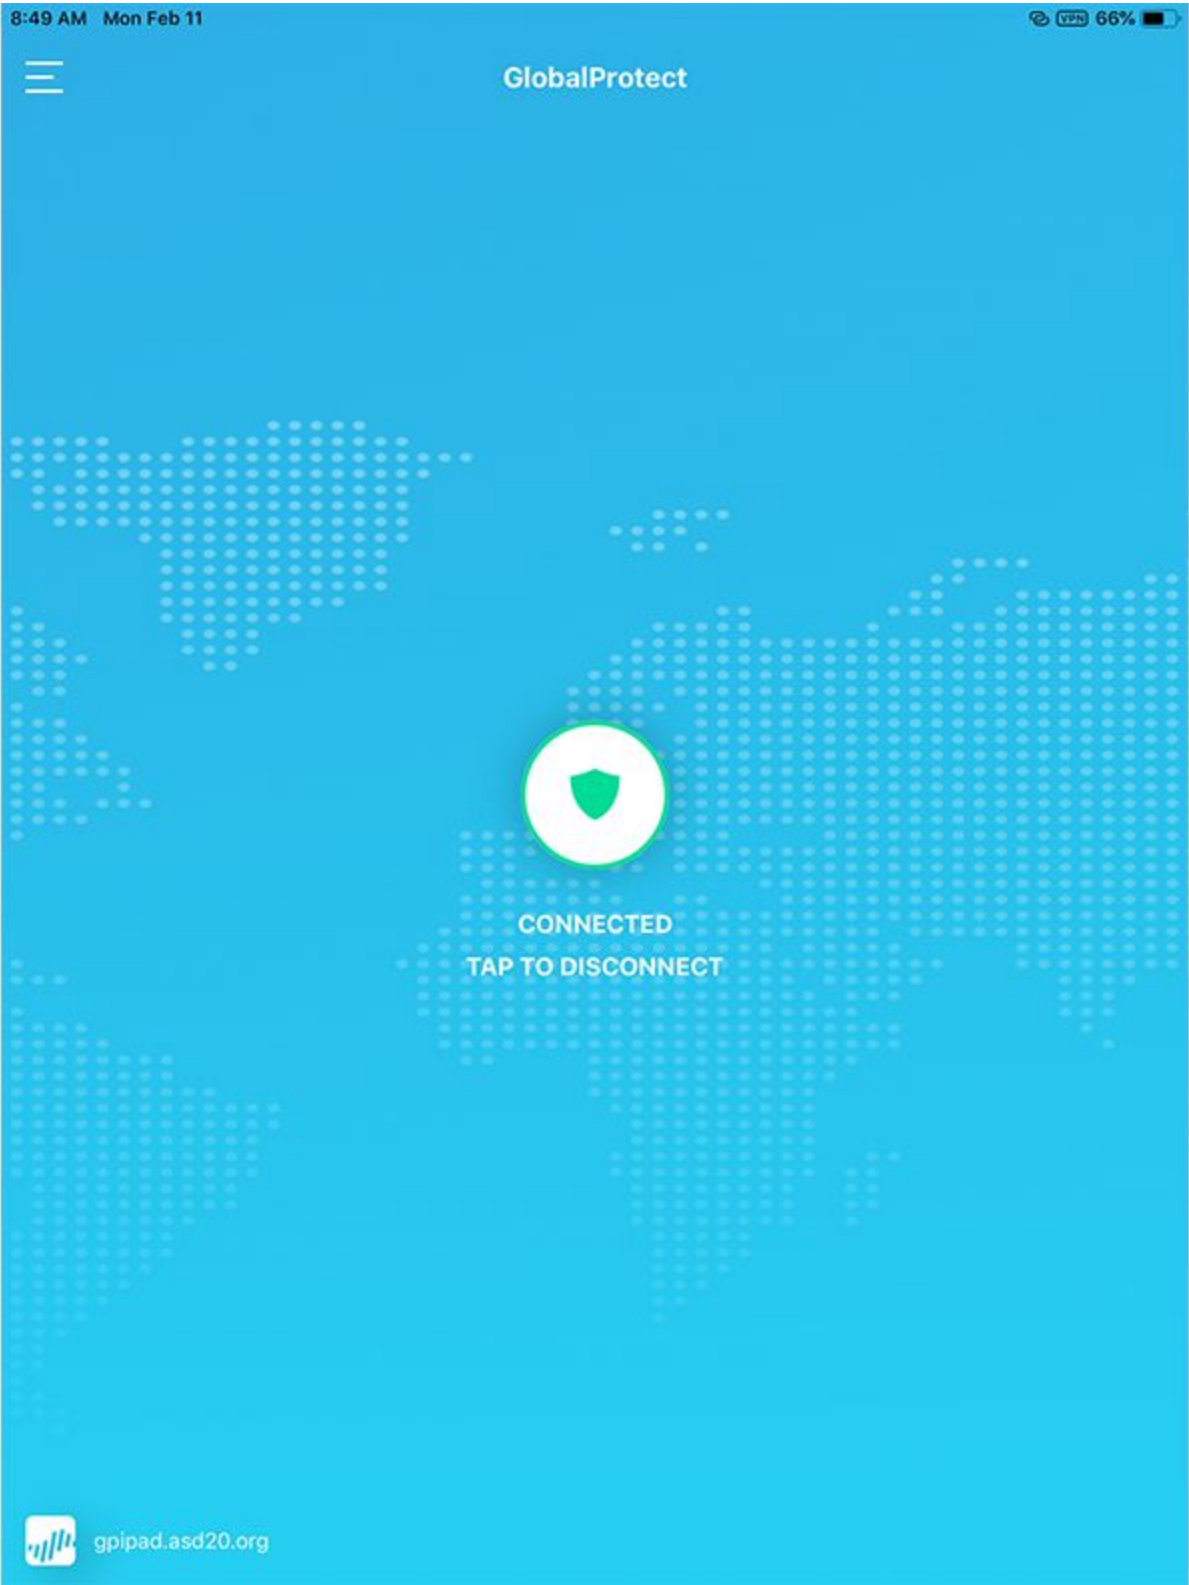 8:49 AM Mon Feb 11 VPN 66%
GlobalProtect
CONNECTED
TAP TO DISCONNECT
gpipad.asd20.org